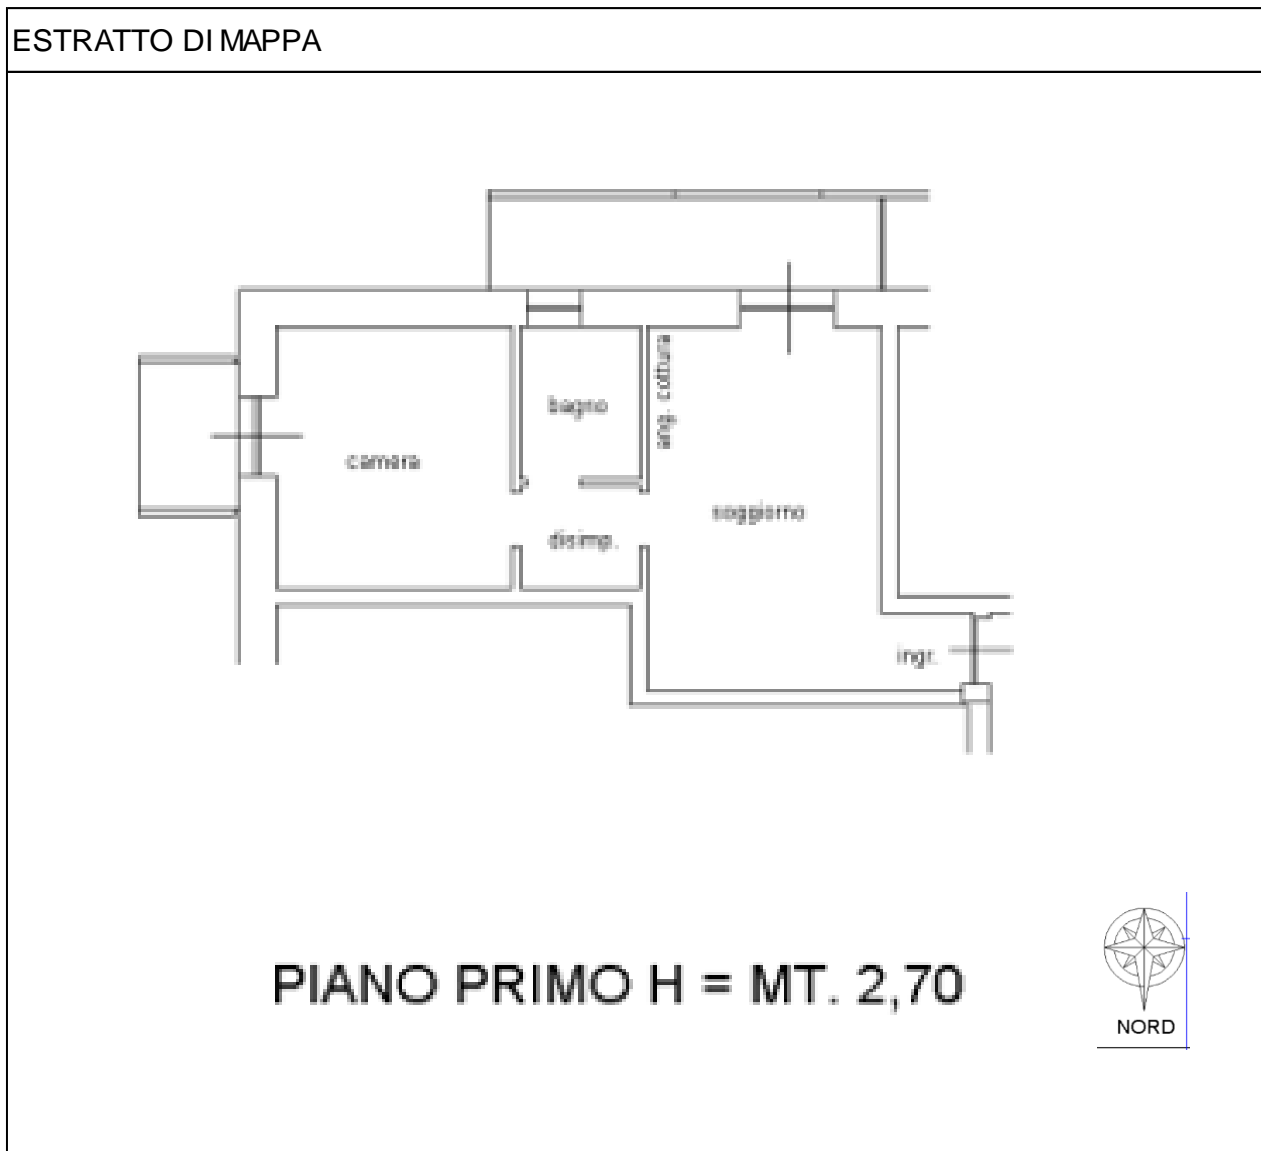 ESTRATTO DI MAPPA
ang. cottura
bagno
camera
soggiorno
disimp.
ingr.
PIANO PRIMO H = MT. 2,70
NORD